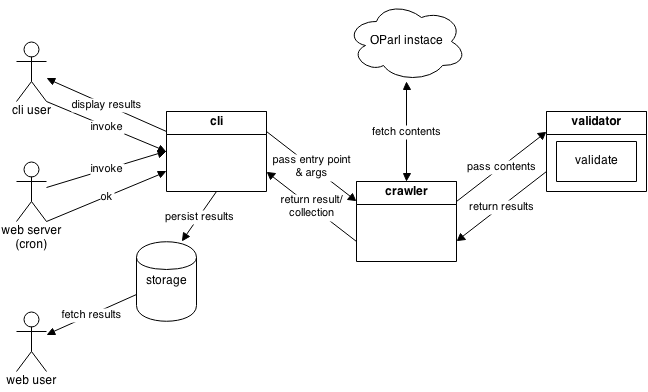 OParl instace
cli user
display results
invoke
cli
fetch contents
validator
validate
invoke
ok
web server
(cron)
pass entry point
& args
return result/
collection
crawler
pass contents
return results
persist results
storage
fetch results
web user